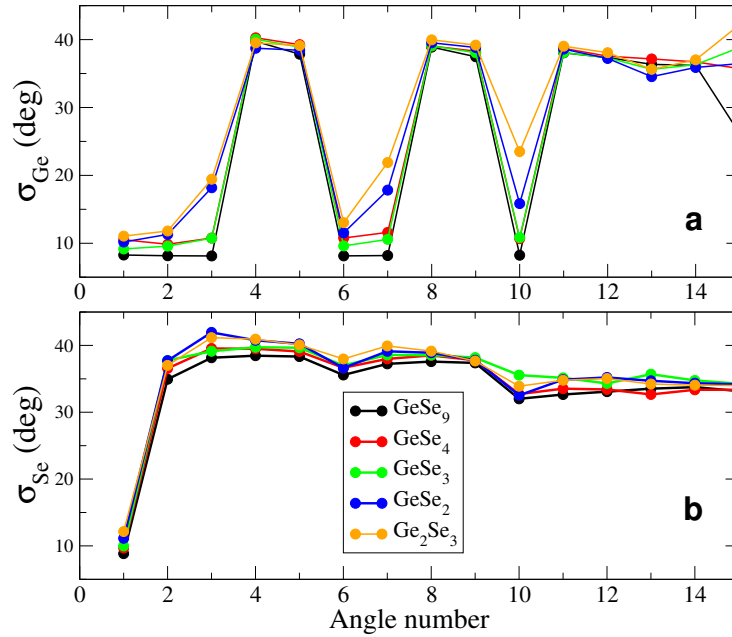 40
30
20
10
σGe (deg)
a
0 2 4 6 8 10 12 14
40
30
20
10
σSe (deg)
GeSe9
GeSe4
GeSe3
GeSe2
Ge2Se3
b
0 2 4 6 8 10 12 14
Angle number